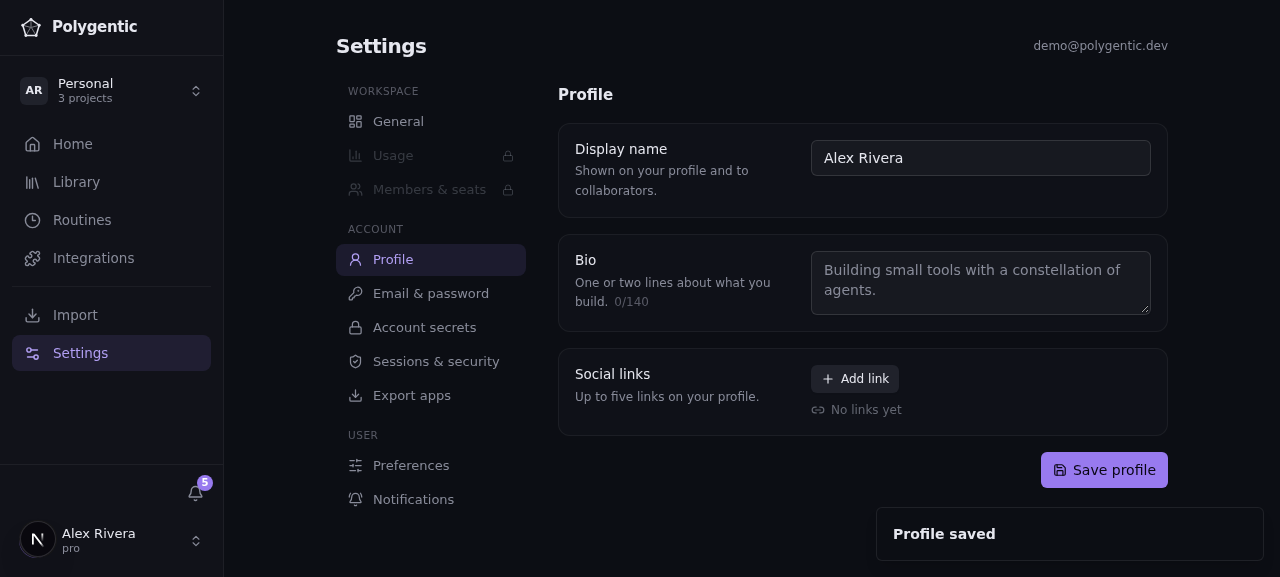 Polygentic
AR
Personal
3 projects
Home
Library
Routines
Integrations
Import
Settings
5
N
Alex Rivera
pro
Settings
demo@polygentic.dev
WORKSPACE
General
Usage
Members & seats
ACCOUNT
Profile
Email & password
Account secrets
Sessions & security
Export apps
USER
Preferences
Notifications
Profile
Display name
Shown on your profile and to
collaborators.
Alex Rivera
Bio
One or two lines about what you
build. 0/140
Building small tools with a constellation of
agents.
Social links
Up to five links on your profile.
Add link
No links yet
Save profile
Profile saved